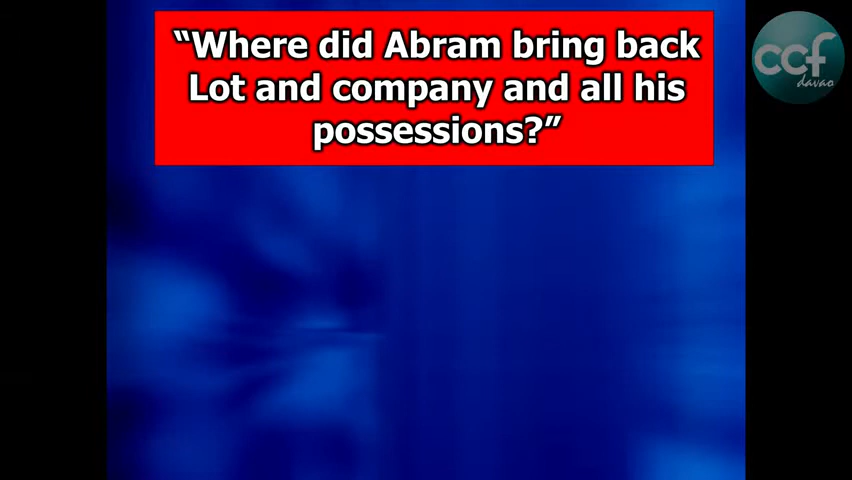 “Where did Abram bring back
Lot and company and all his
possessions?”
ccf
davao